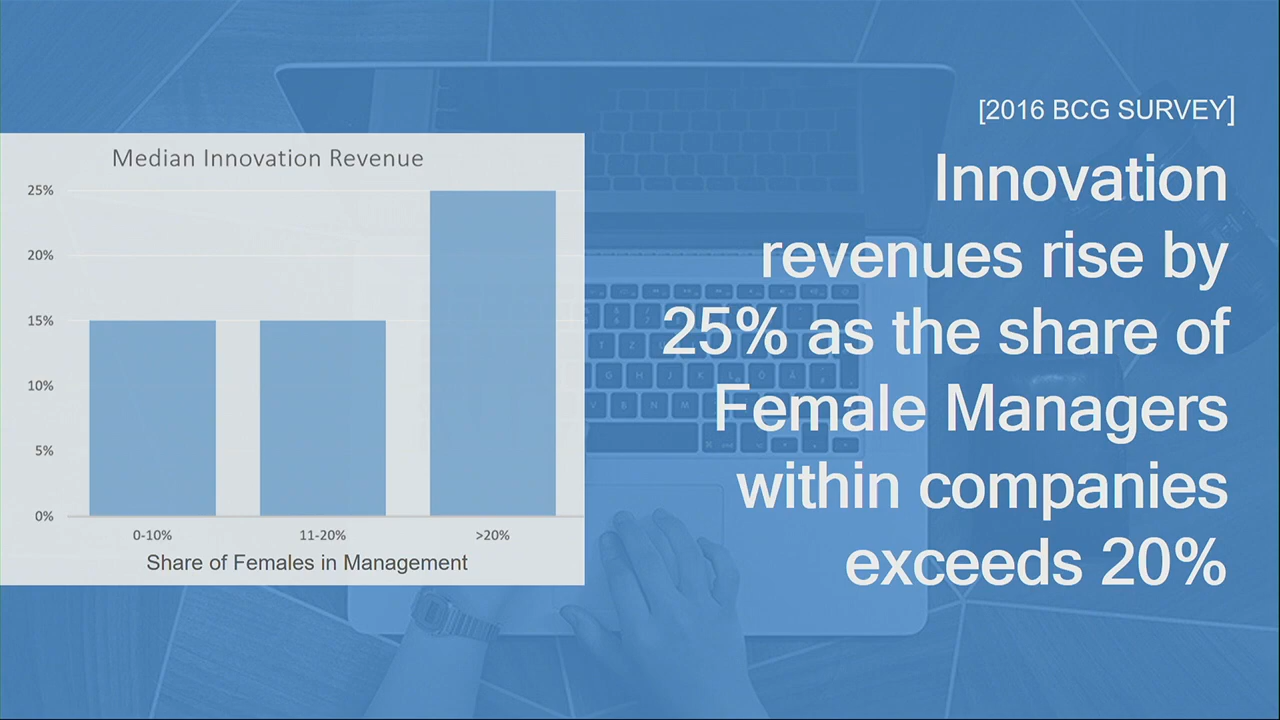 [2016 BCG SURVEY]
Innovation
revenues rise by
25% as the share of
Female Managers
within companies
exceeds 20%
Median Innovation Revenue
25%
20%
15%
10%
5%
0%
0-10% 11-20% >20%
Share of Females in Management